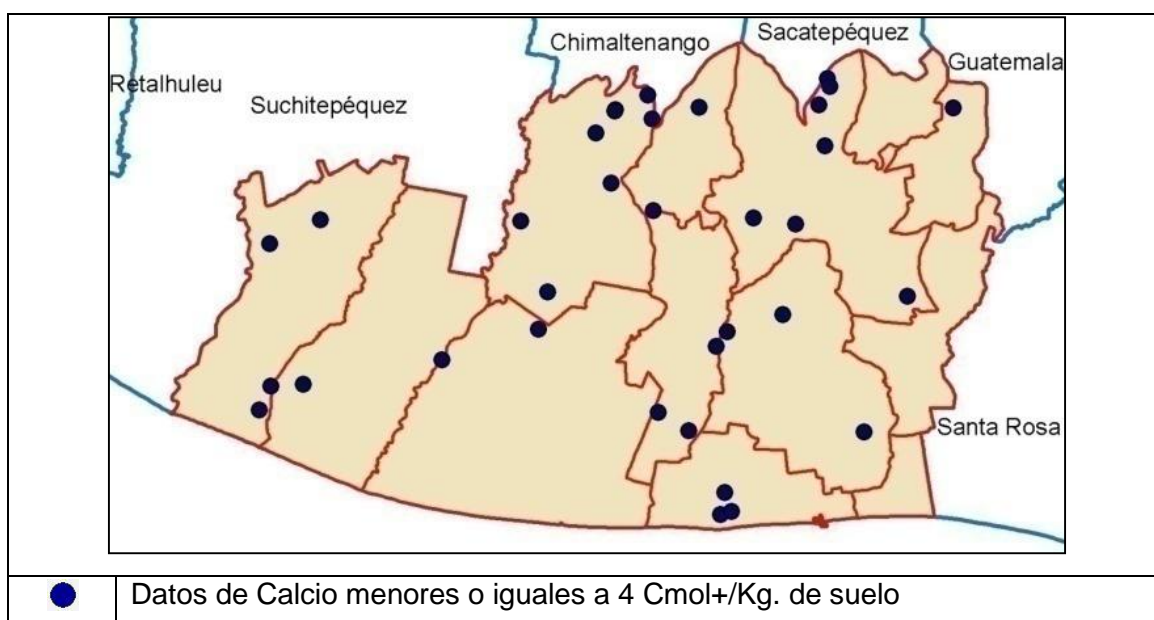 Chimaltenango
Sacatepéquez
Guatemala
Retalhuleu
Suchitepéquez
Santa Rosa
Datos de Calcio menores o iguales a 4 Cmol+/Kg. de suelo